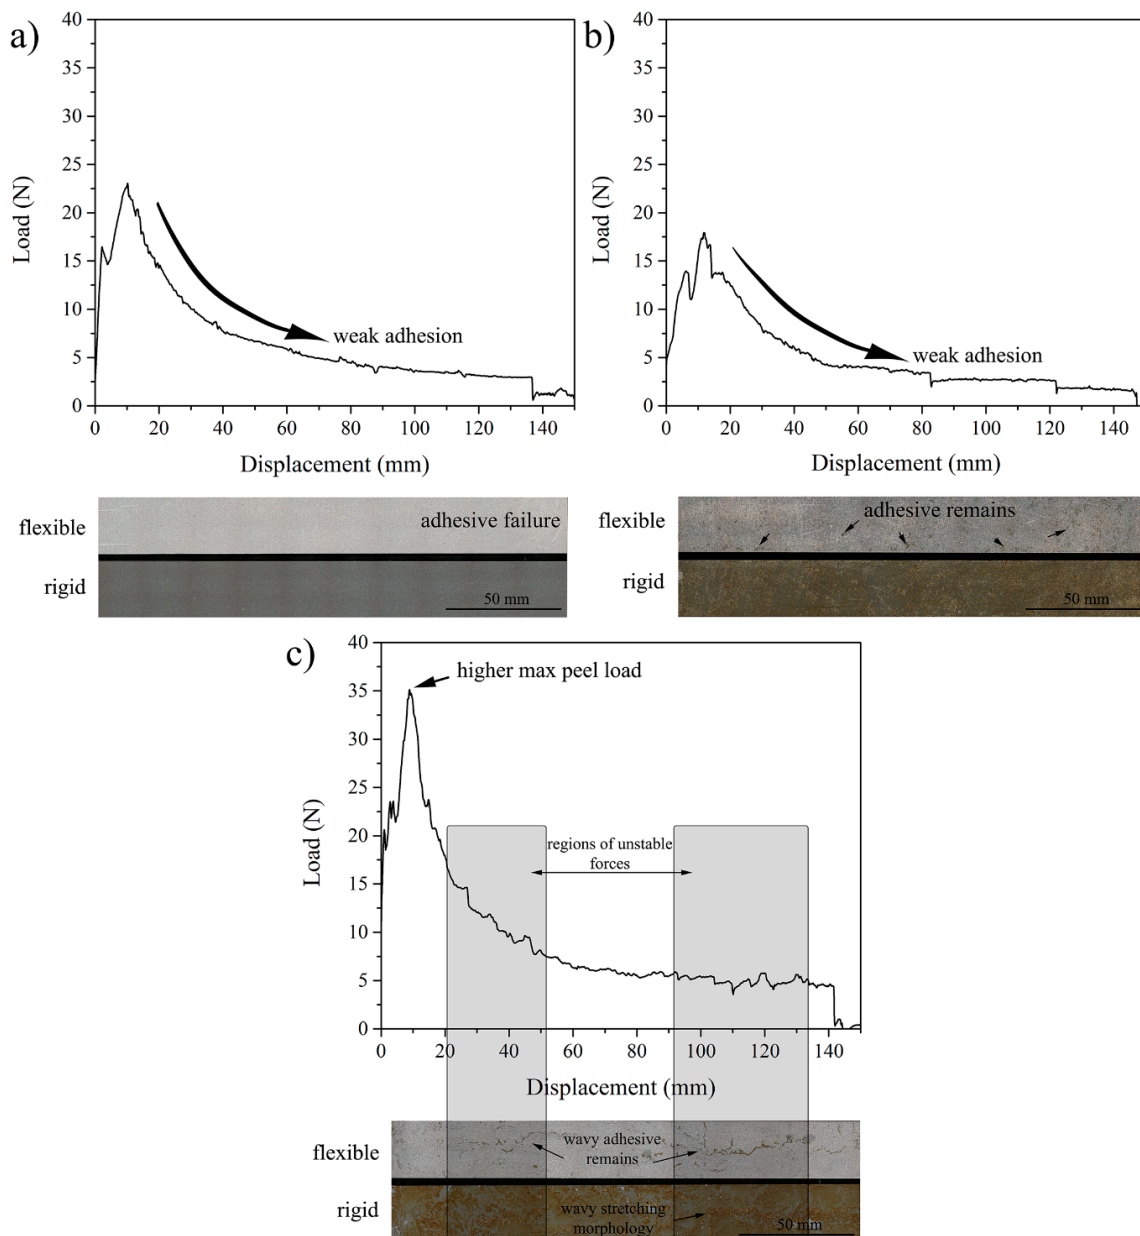 a)
40
35
30
25
20
15
10
5
0
Load (N)
weak adhesion
0 20 40 60 80 100 120 140
Displacement (mm)
flexible
adhesive failure
rigid
50 mm
b)
40
35
30
25
20
15
10
5
0
Load (N)
weak adhesion
0 20 40 60 80 100 120 140
Displacement (mm)
flexible
adhesive remains
rigid
50 mm
c)
40
35
30
25
20
15
10
5
0
Load (N)
higher max peel load
regions of unstable
forces
0 20 40 60 80 100 120 140
Displacement (mm)
flexible
wavy adhesive
remains
rigid
wavy stretching
morphology
50 mm